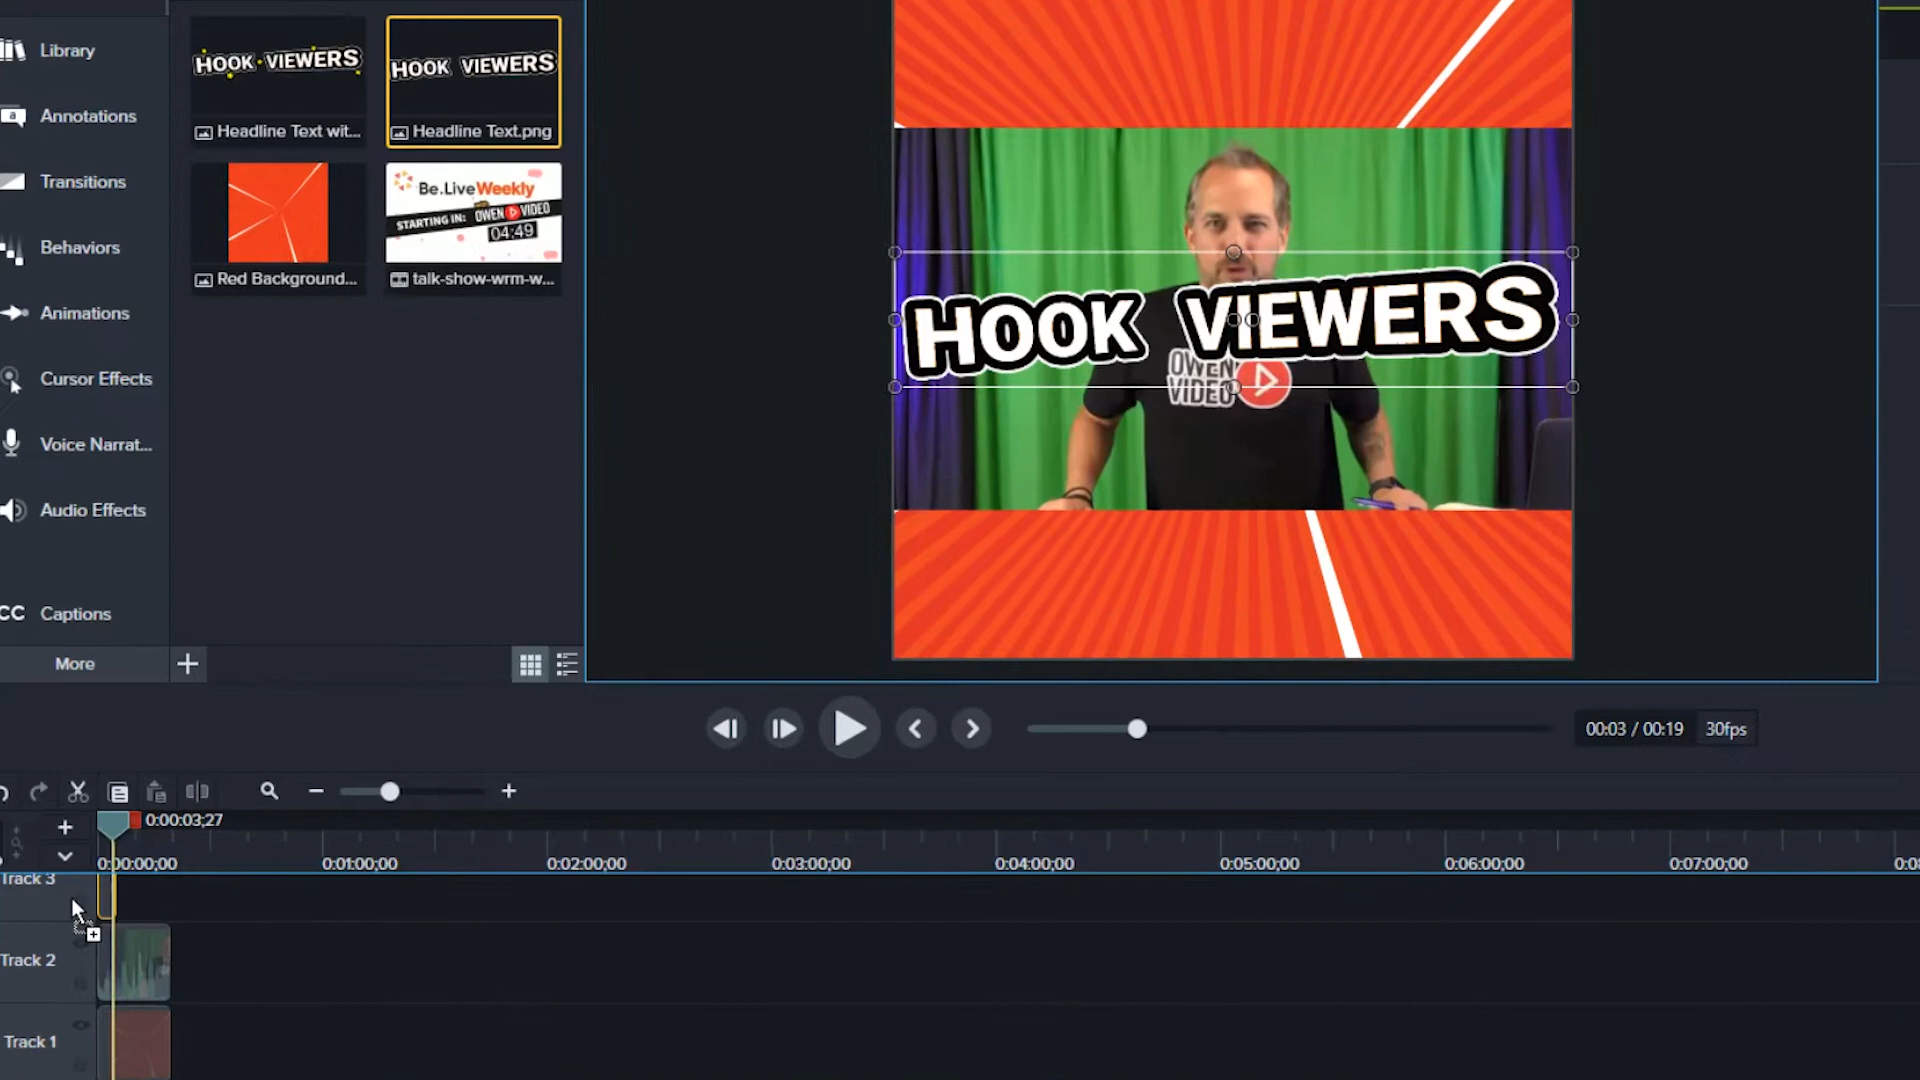 Library
Annotations
Transitions
Behaviors
Animations
Cursor Effects
Voice Narrat...
Audio Effects
CC Captions
More
HOOK VIEWERS
Headline Text wit...
HOOK VIEWERS
Headline Text.png
Red Background...
Be.Live Weekly
STARTING IN: OWEN VIDEO
04:49
talk-show-wrm-w...
HOOK VIEWERS
OWEN
VIDEO
00:03 / 00:19 30fps
0:00:03;27
0:00:00;00 0:01:00;00 0:02:00;00 0:03:00;00 0:04:00;00 0:05:00;00 0:06:00;00 0:07:00;00 0:0
Track 3
Track 2
Track 1